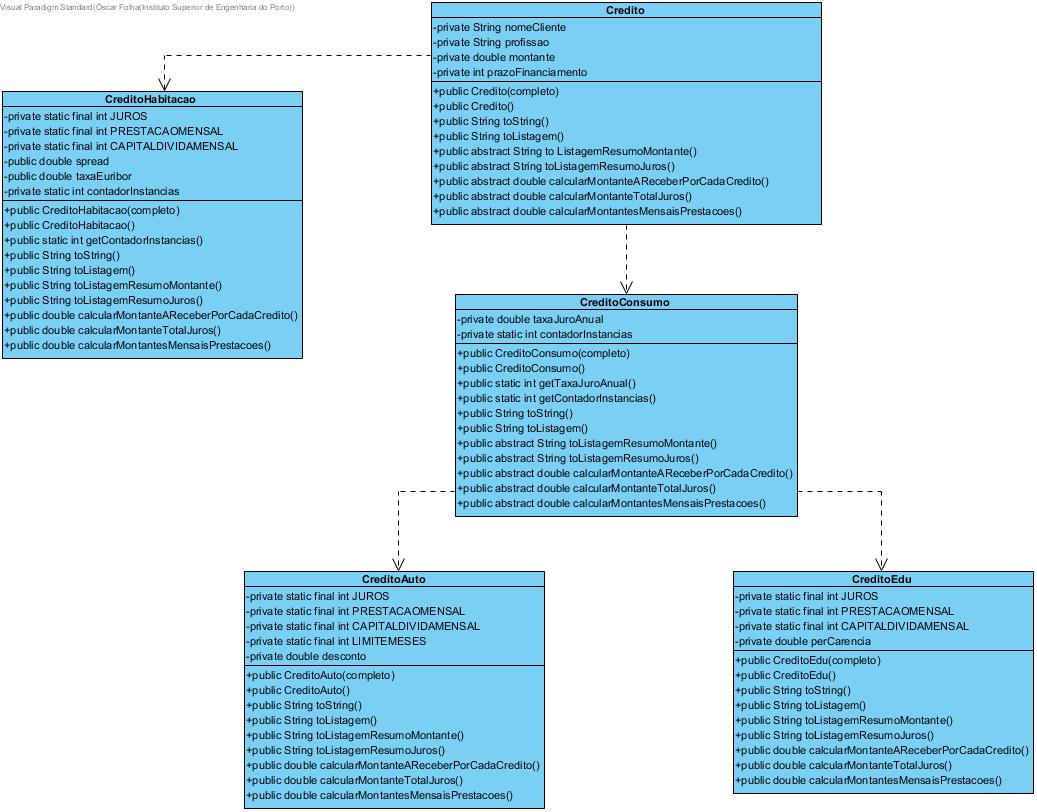 Visual Paradigm Standard(Óscar Folha(Instituto Superior de Engenharia do Porto))
Credito
-private String nomeCliente
-private String profissao
-private double montante
-private int prazoFinanciamento
+public Credito(completo)
+public Credito()
+public String toString()
+public String toListagem()
+public abstract String to ListagemResumoMontante()
+public abstract String toListagemResumoJuros()
+public abstract double calcularMontanteAReceberPorCadaCredito()
+public abstract double calcularMontanteTotalJuros()
+public abstract double calcularMontantesMensaisPrestacoes()
CreditoHabitacao
-private static final int JUROS
-private static final int PRESTACAOMENSAL
-private static final int CAPITALDIVIDAMENSAL
-public double spread
-public double taxaEuribor
-private static int contadorInstancias
+public CreditoHabitacao(completo)
+public CreditoHabitacao()
+public static int getContadorInstancias()
+public String toString()
+public String toListagem()
+public String toListagemResumoMontante()
+public String toListagemResumoJuros()
+public double calcularMontanteAReceberPorCadaCredito()
+public double calcularMontanteTotalJuros()
+public double calcularMontantesMensaisPrestacoes()
CreditoConsumo
-private double taxaJuroAnual
-private static int contadorInstancias
+public CreditoConsumo(completo)
+public CreditoConsumo()
+public static int getTaxaJuroAnual()
+public static int getContadorInstancias()
+public String toString()
+public String toListagem()
+public abstract String toListagemResumoMontante()
+public abstract String toListagemResumoJuros()
+public abstract double calcularMontanteAReceberPorCadaCredito()
+public abstract double calcularMontanteTotalJuros()
+public abstract double calcularMontantesMensaisPrestacoes()
CreditoAuto
-private static final int JUROS
-private static final int PRESTACAOMENSAL
-private static final int CAPITALDIVIDAMENSAL
-private static final int LIMITEMESES
-private double desconto
+public CreditoAuto(completo)
+public CreditoAuto()
+public String toString()
+public String toListagem()
+public String toListagemResumoMontante()
+public String toListagemResumoJuros()
+public double calcularMontanteAReceberPorCadaCredito()
+public double calcularMontanteTotalJuros()
+public double calcularMontantesMensaisPrestacoes()
CreditoEdu
-private static final int JUROS
-private static final int PRESTACAOMENSAL
-private static final int CAPITALDIVIDAMENSAL
-private double perCarencia
+public CreditoEdu(completo)
+public CreditoEdu()
+public String toString()
+public String toListagem()
+public String toListagemResumoMontante()
+public String toListagemResumoJuros()
+public double calcularMontanteAReceberPorCadaCredito()
+public double calcularMontanteTotalJuros()
+public double calcularMontantesMensaisPrestacoes()